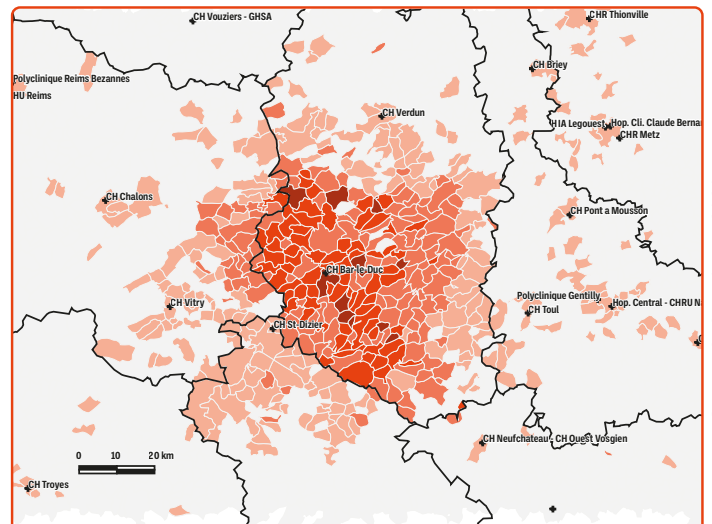 CH Vouziers - GHSA
CHR Thionville
CH Briey
Polyclinique Reims Bezannes
HU Reims
CH Verdun
HIA Legouest
Hop. Cli. Claude Bernar
CHR Metz
CH Chalons
CH Pont a Mousson
CH Bar-le-Duc
Polyclinique Gentilly
CH Vitry
Hop. Central - CHRU N
CH Toul
CH St-Dizier
CH Neufchateau - CH Ouest Vosgien
0 10 20 km
CH Troyes